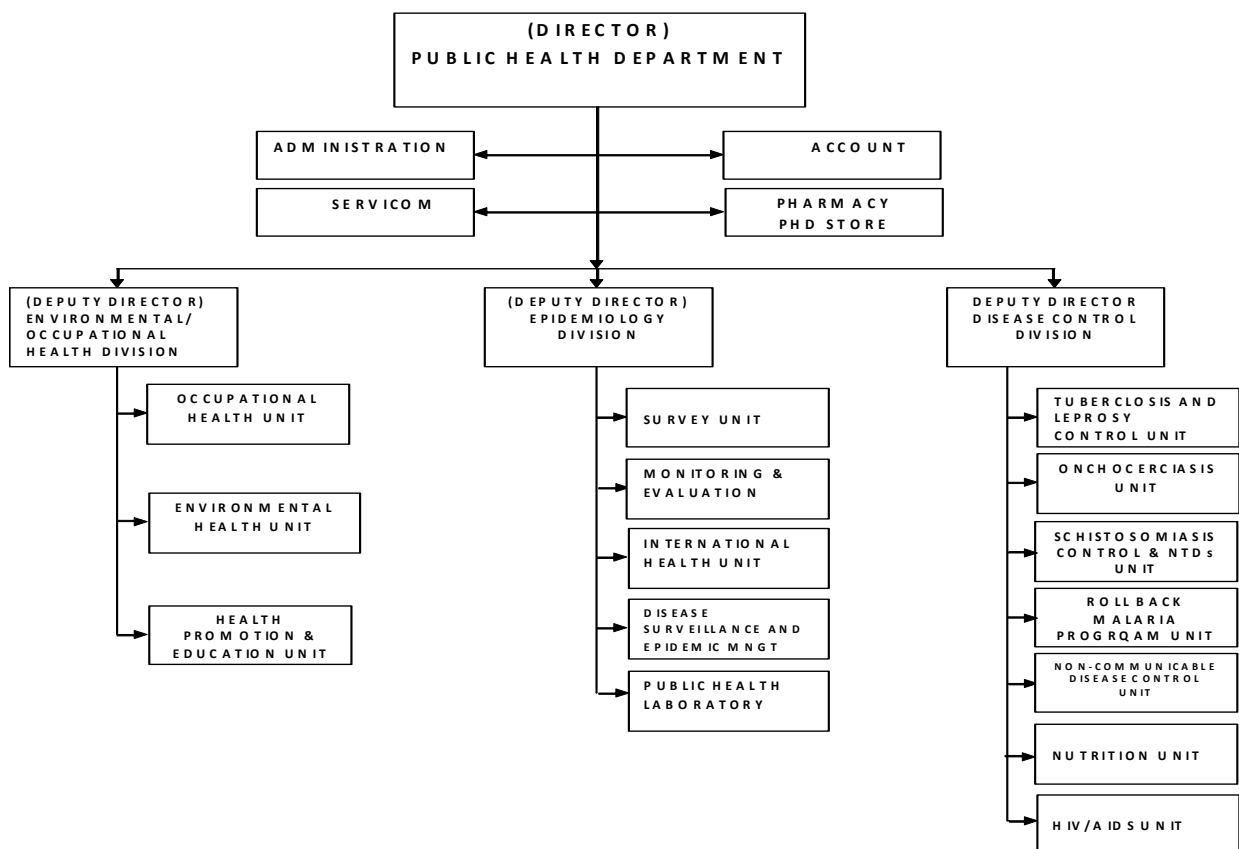 (DIRECTOR)
PUBLIC HEALTH DEPARTMENT
ADMINISTRATION
ACCOUNT
SERVICOM
PHARMACY
PHD STORE
(DEPUTY DIRECTOR)
ENVIRONMENTAL/
OCCUPATIONAL
HEALTH DIVISION
OCCUPATIONAL
HEALTH UNIT
ENVIRONMENTAL
HEALTH UNIT
HEALTH
PROMOTION &
EDUCATION UNIT
(DEPUTY DIRECTOR)
EPIDEMIOLOGY
DIVISION
SURVEY UNIT
MONITORING &
EVALUATION
INTERNATIONAL
HEALTH UNIT
DISEASE
SURVEILLANCE AND
EPIDEMIC MNGT
PUBLIC HEALTH
LABORATORY
DEPUTY DIRECTOR
DISEASE CONTROL
DIVISION
TUBERCLOSIS AND
LEPROSY
CONTROL UNIT
ONCHOCERCIASIS
UNIT
SCHISTOSOMIASIS
CONTROL & NTDs
UNIT
ROLLBACK
MALARIA
PROGRQAM UNIT
NON-COMMUNICABLE
DISEASE CONTROL
UNIT
NUTRITION UNIT
HIV/AIDS UNIT